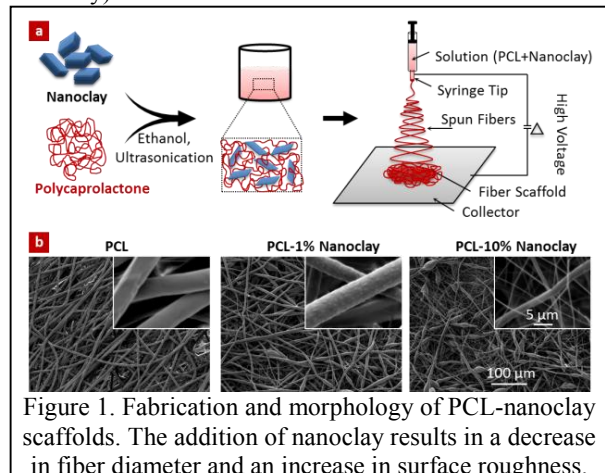 a
Solution (PCL+Nanoclay)
Syringe Tip
Spun Fibers
High Voltage
Fiber Scaffold
Collector
Nanoclay
Ethanol,
Ultrasonication
Polycaprolactone
b
PCL
PCL-1% Nanoclay
PCL-10% Nanoclay
5 µm
100 µm
Figure 1. Fabrication and morphology of PCL-nanoclay
scaffolds. The addition of nanoclay results in a decrease
in fiber diameter and an increase in surface roughness.